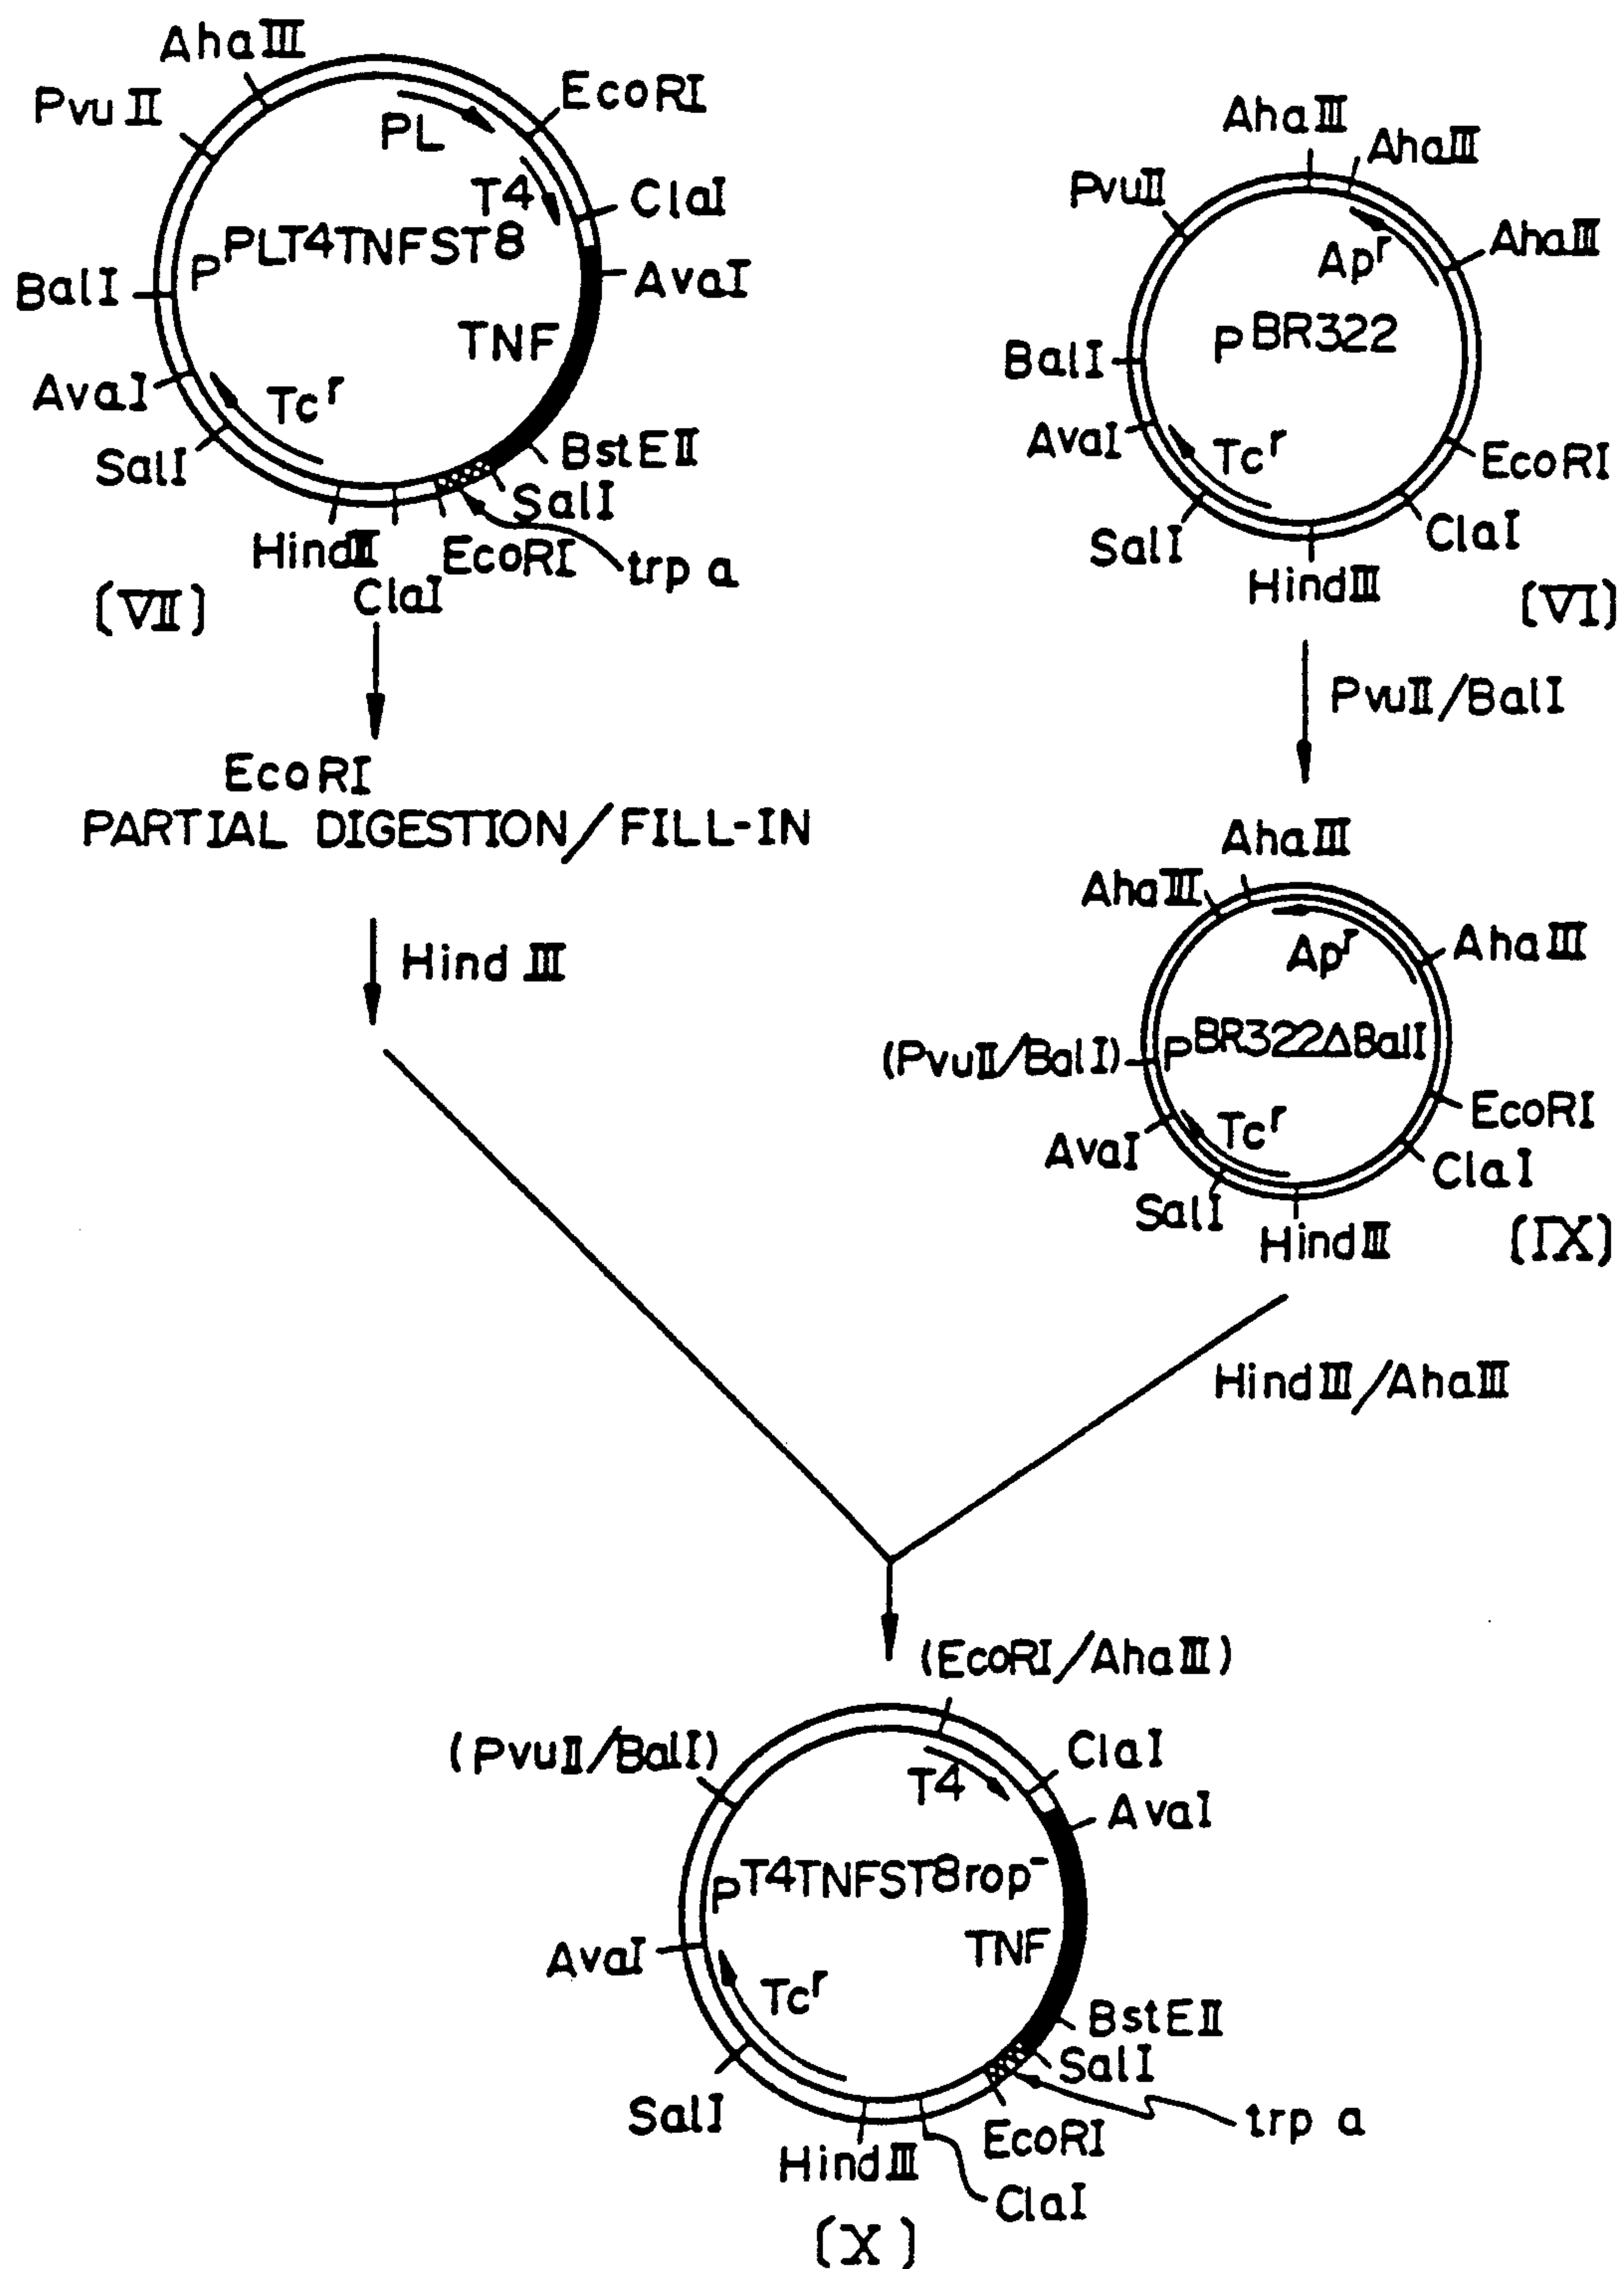 AhaIII
PvuII
EcoRI
PL
T4
ClaI
pPLT4TNFST8
AvaI
BalI
TNF
AvaI
Tcr
SalI
BstEII
SalI
HindIII
EcoRI
trp a
ClaI
(VII)
EcoRI
PARTIAL DIGESTION/FILL-IN
Hind III
AhaIII
AhaIII
PvuII
AhaIII
Apr
pBR322
BalI
AvaI
Tcr
EcoRI
SalI
ClaI
HindIII
(VI)
PvuII/BalI
AhaIII
AhaIII
AhaIII
Apr
(PvuII/BalI)
pBR322ΔBalI
EcoRI
Tcr
AvaI
ClaI
SalI
HindIII
(IX)
HindIII/AhaIII
(EcoRI/AhaIII)
(PvuII/BalI)
ClaI
T4
AvaI
pT4TNFST8rop-
TNF
AvaI
Tcr
BstEII
SalI
SalI
trp a
EcoRI
HindIII
ClaI
(X)